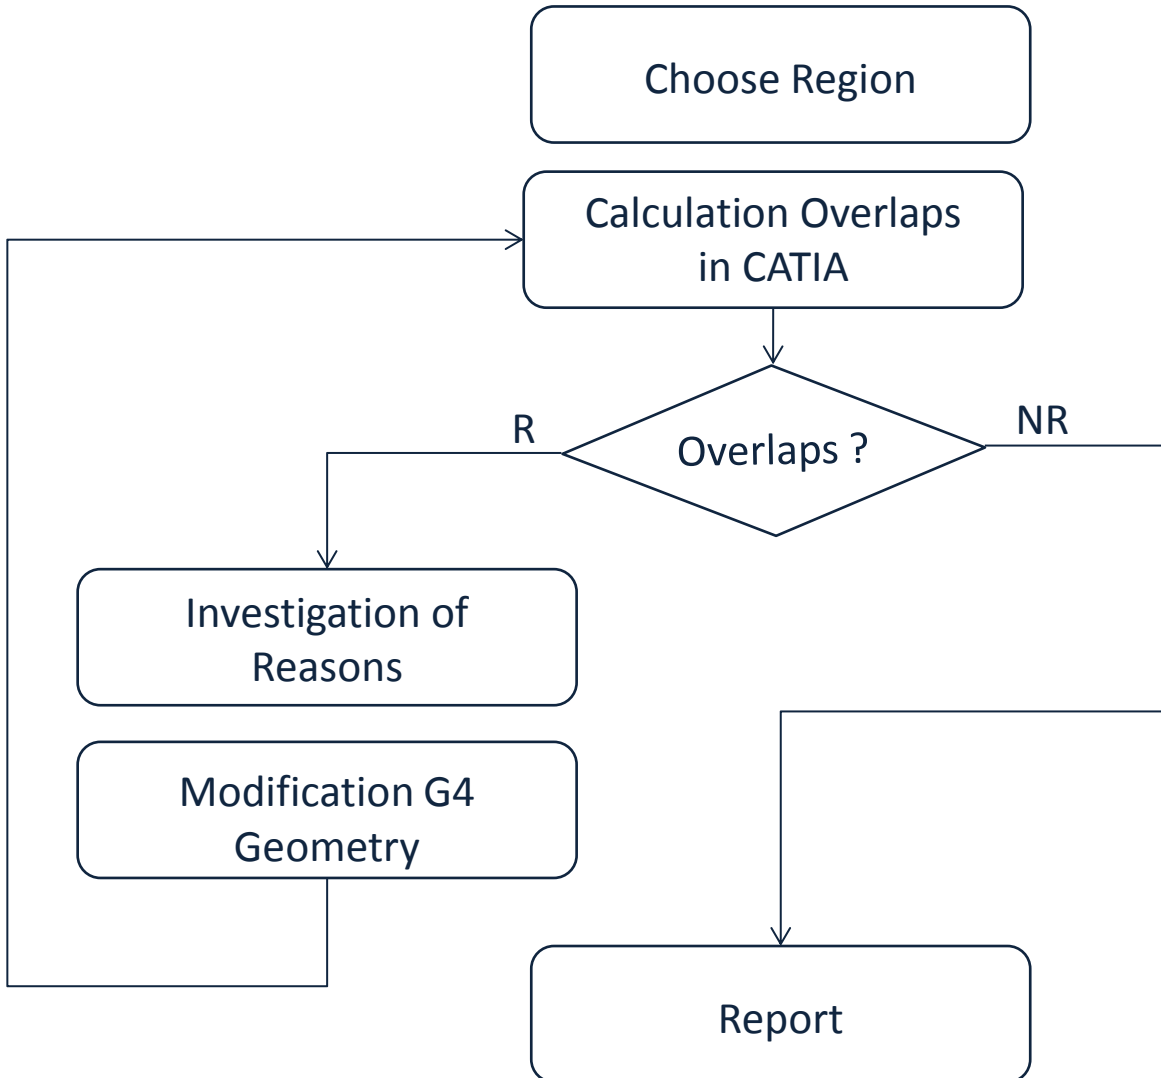 Choose Region
Calculation Overlaps
in CATIA
R
NR
Overlaps ?
Investigation of
Reasons
Modification G4
Geometry
Report